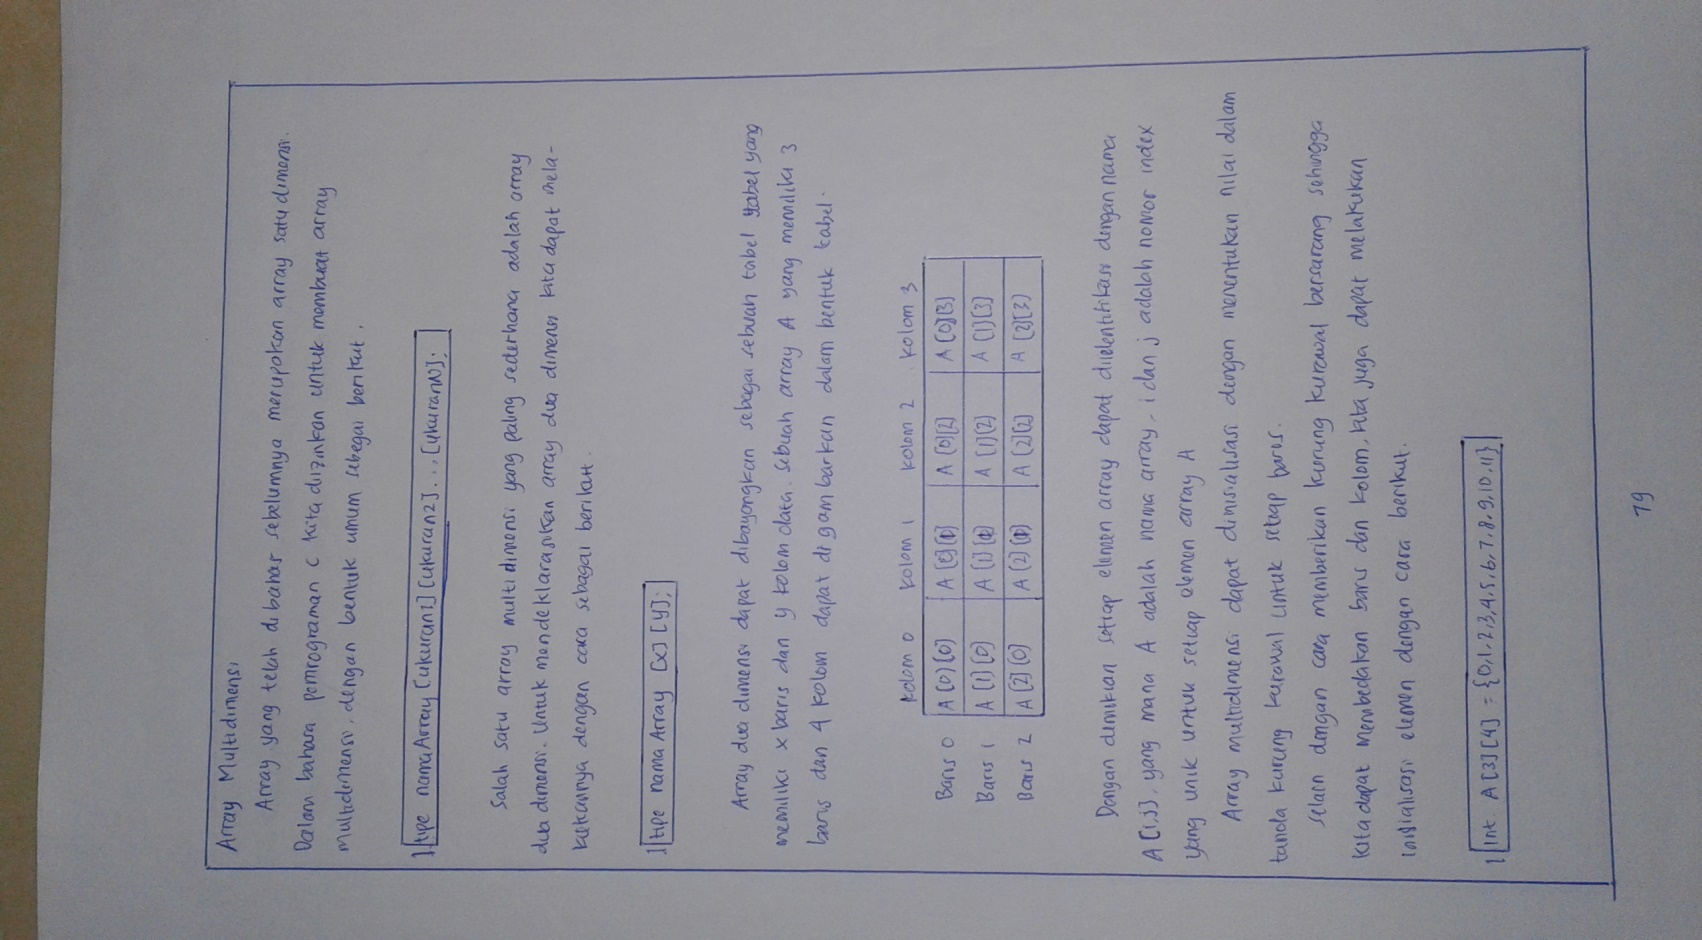 Array Multidimensi
Array yang telah dibahas sebelumnya merupakan array satu dimensi.
Dalam bahasa pemrograman C kita diizinkan untuk membuat array
multidimensi, dengan bentuk umum sebagai berikut.
1 tipe namaArray [ukuran1] [ukuran2]...[ukuranN];
Salah satu array multidimensi yang paling sederhana adalah array
dua dimensi. Untuk mendeklarasikan array dua dimensi kita dapat mela-
kukannya dengan cara sebagai berikut.
1 tipe nama Array [x] [y];
Array dua dimensi dapat dibayangkan sebagai sebuah tabel yang
memiliki x baris dan y kolom data. Sebuah array A yang memiliki 3
baris dan 4 kolom dapat digambarkan dalam bentuk tabel.
Kolom 0 kolom 1 kolom 2 kolom 3
Baris 0 A [0] [0] A [0] [1] A [0] [2] A [0] [3]
Baris 1 A [1] [0] A [1] [1] A [1] [2] A [1] [3]
Baris 2 A [2] [0] A [2] [1] A [2] [2] A [2] [3]
Dengan demikian setiap elemen array dapat diidentifikasi dengan nama
A [i,j], yang mana A adalah nama array, i dan j adalah nomor index
yang unik untuk setiap elemen array A
Array multidimensi dapat diinisialisasi dengan menentukan nilai dalam
tanda kurung kurawal untuk setiap baris.
selain dengan cara memberikan kurung kurawal bersarang sehingga
kita dapat membedakan baris dan kolom, kita juga dapat melakukan
inisialisasi elemen dengan cara berikut.
1 int A [3] [4] = {0,1,2,3,4,5,6,7,8,9,10,11}
79